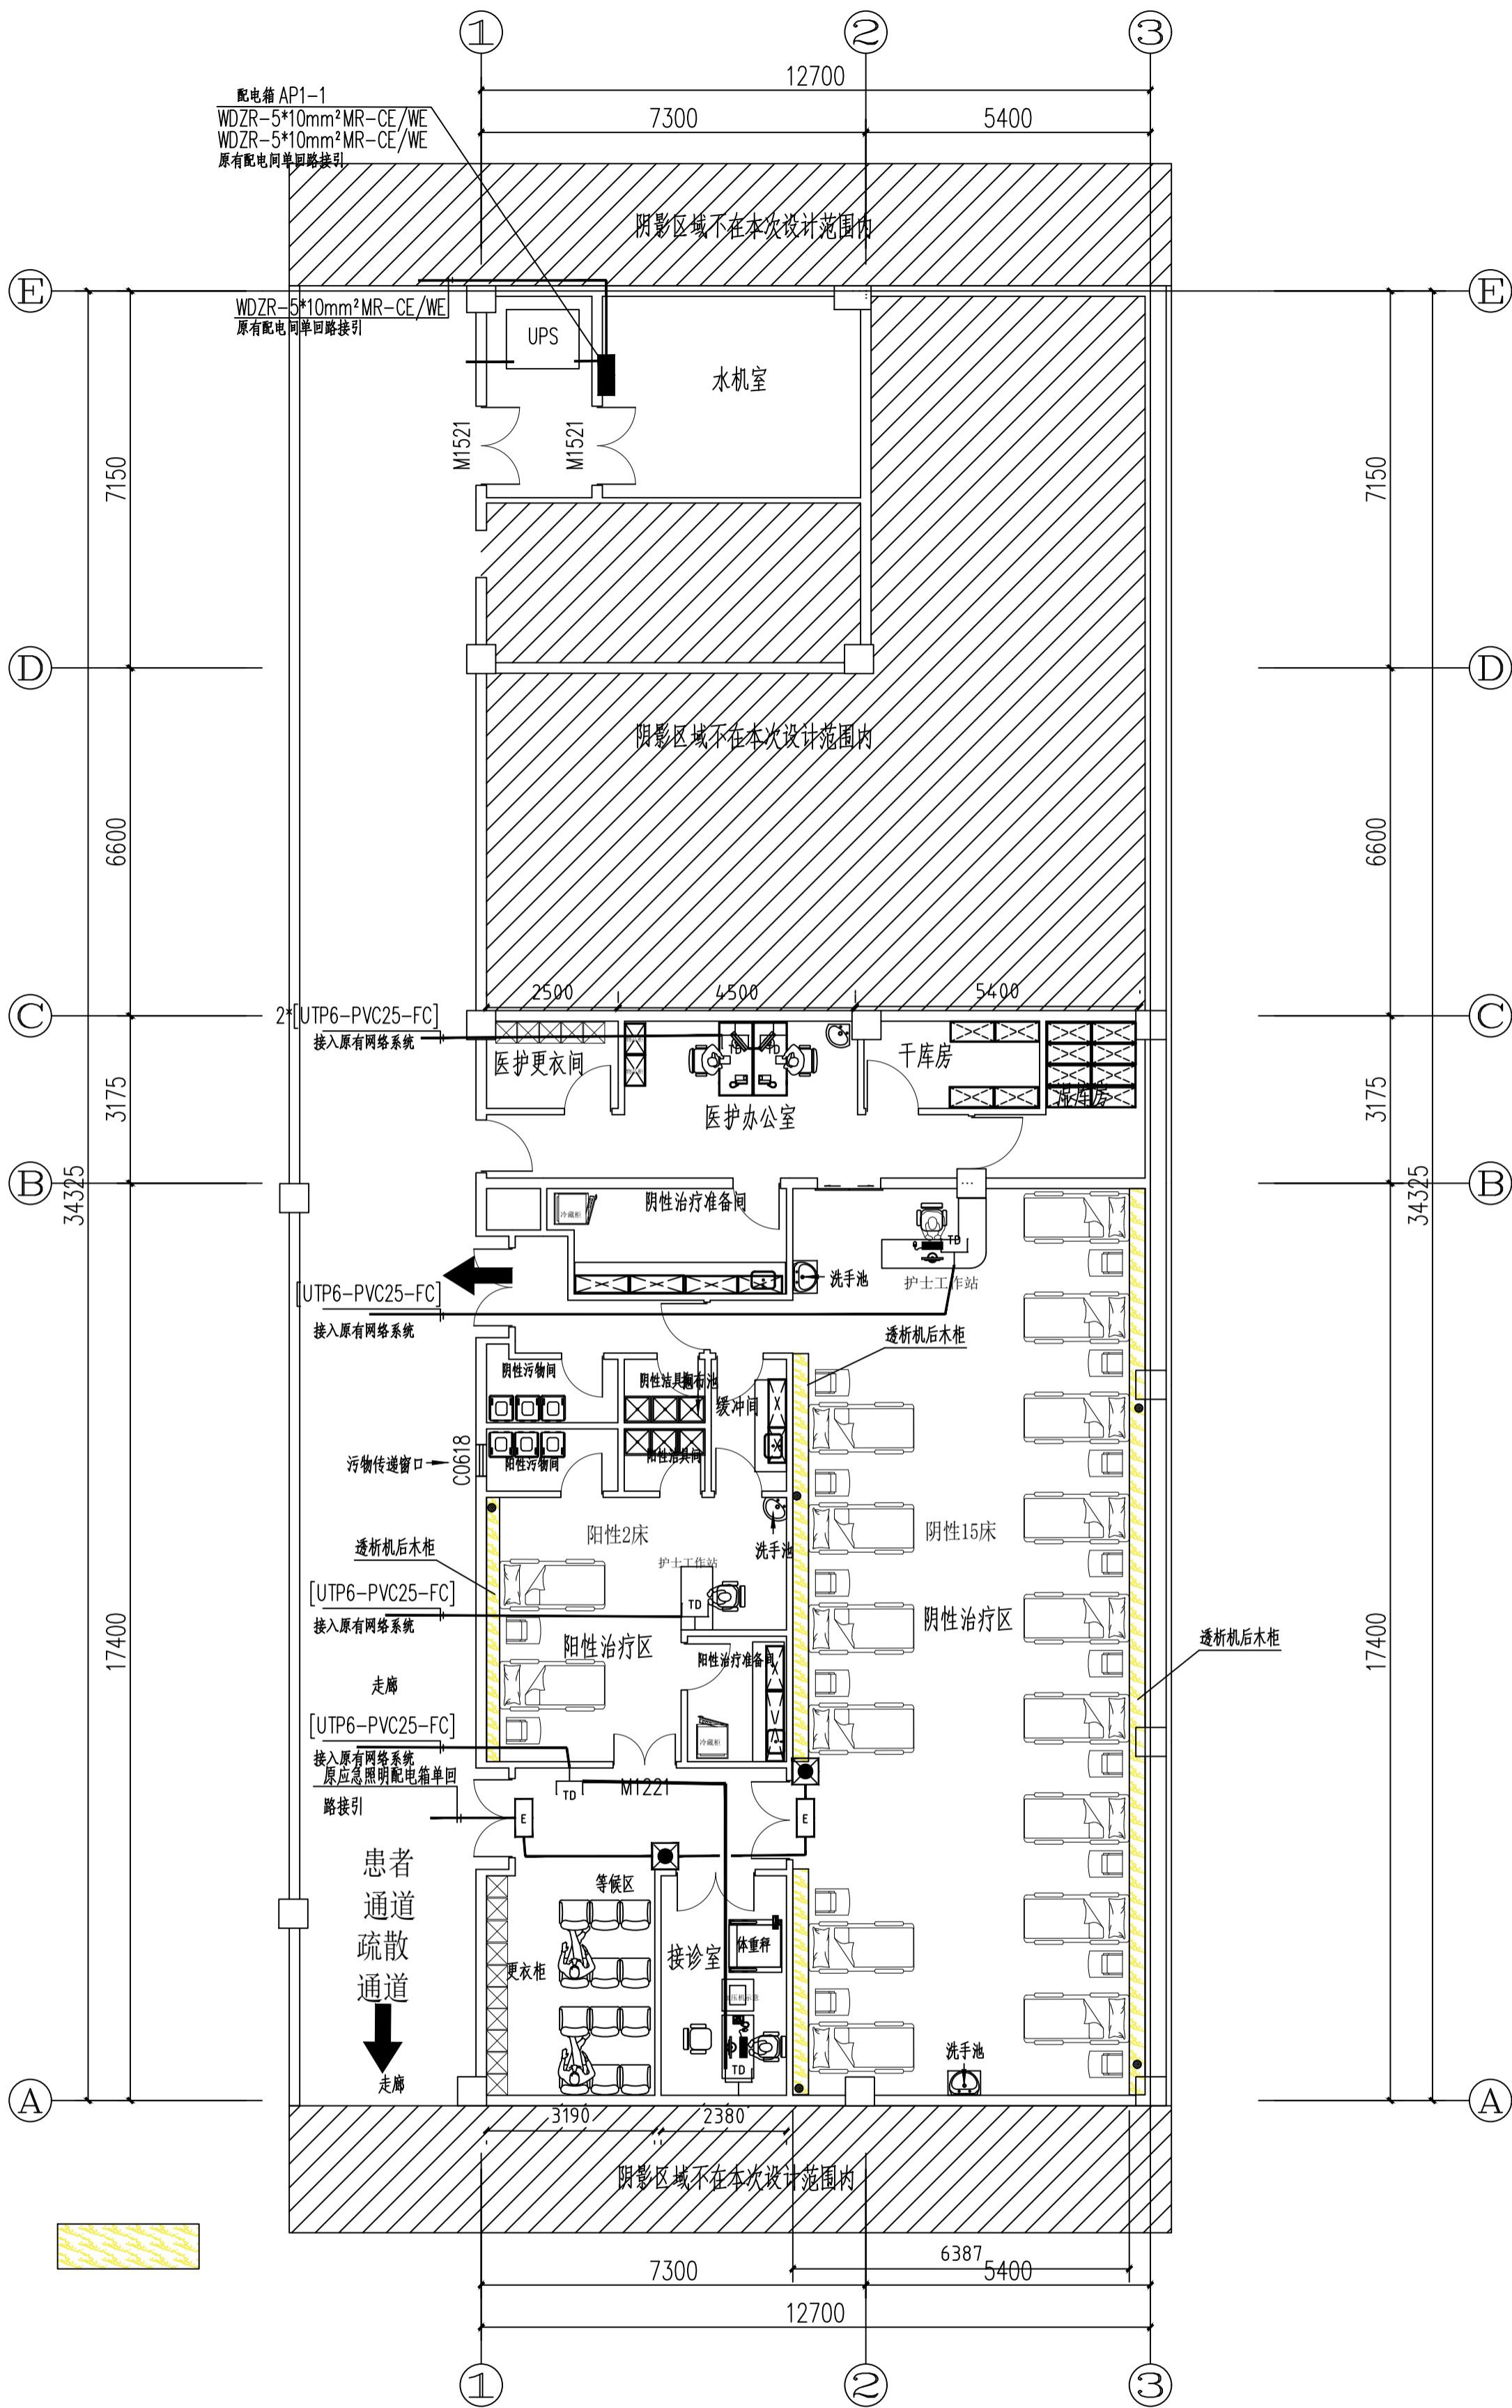 ① ② ③
12700
7300 5400
配电箱 AP1-1
WDZR-5*10mm²MR-CE/WE
WDZR-5*10mm²MR-CE/WE
原有配电间单回路接引
阴影区域不在本次设计范围内
E E
WDZR-5*10mm²MR-CE/WE
原有配电间单回路接引
UPS
水机室
M1521 M1521
7150 7150
D D
阴影区域不在本次设计范围内
6600 6600
2500 4500 5400
C C
2*[UTP6-PVC25-FC]
接入原有网络系统
医护更衣间
TD TD
干库房
湿库房
医护办公室
3175 3175
B B
34325 34325
冷藏柜
阴性治疗准备间
TD
洗手池
护士工作站
[UTP6-PVC25-FC]
接入原有网络系统
透析机后木柜
阴性污物间
阴性洁具间
缓冲间
污物传递窗口
C0618
阳性污物间
阳性洁具间
阳性2床
阴性15床
洗手池
透析机后木柜
护士工作站
[UTP6-PVC25-FC]
TD
接入原有网络系统
阳性治疗区
阴性治疗区
17400 17400
透析机后木柜
阳性治疗准备间
走廊
[UTP6-PVC25-FC]
冷藏柜
接入原有网络系统
原应急照明配电箱单回
路接引
TD
M1221
E E
患者
通道
疏散
通道
等候区
更衣柜
接诊室
体重秤
TD
洗手池
走廊
A A
3190 2380
阴影区域不在本次设计范围内
6387
7300 5400
12700
① ② ③